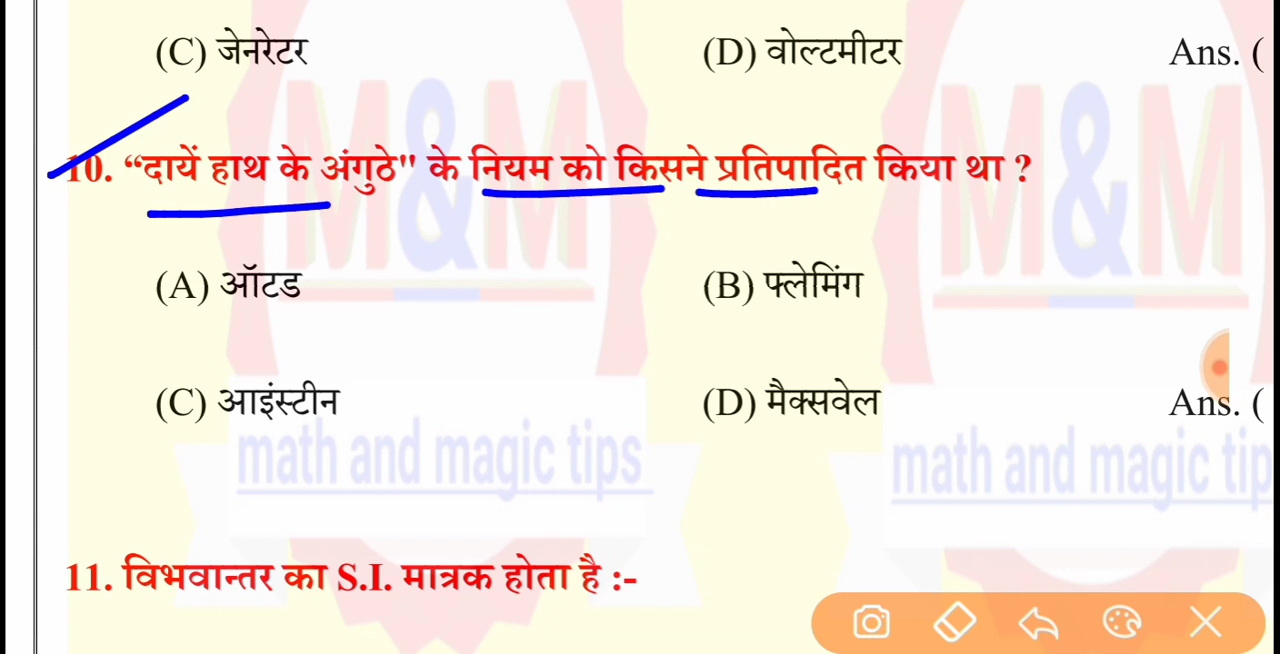 (C) जेनरेटर (D) वोल्टमीटर Ans. (
10. “दायें हाथ के अंगुठे" के नियम को किसने प्रतिपादित किया था ?
(A) ऑटड (B) फ्लेमिंग
(C) आइंस्टीन (D) मैक्सवेल Ans. (
M&M M&M
math and magic tips math and magic tip
11. विभवान्तर का S.I. मात्रक होता है :-